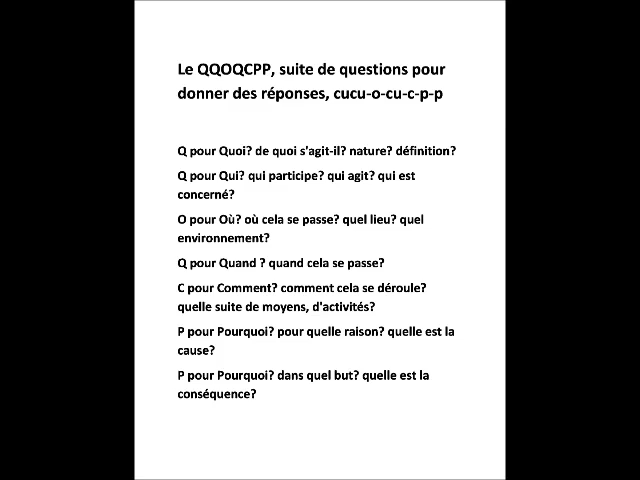 Le QQOQCPP, suite de questions pour
donner des réponses, cucu-o-cu-c-p-p
Q pour Quoi? de quoi s'agit-il? nature? définition?
Q pour Qui? qui participe? qui agit? qui est
concerné?
O pour Où? où cela se passe? quel lieu? quel
environnement?
Q pour Quand ? quand cela se passe?
C pour Comment? comment cela se déroule?
quelle suite de moyens, d'activités?
P pour Pourquoi? pour quelle raison? quelle est la
cause?
P pour Pourquoi? dans quel but? quelle est la
conséquence?